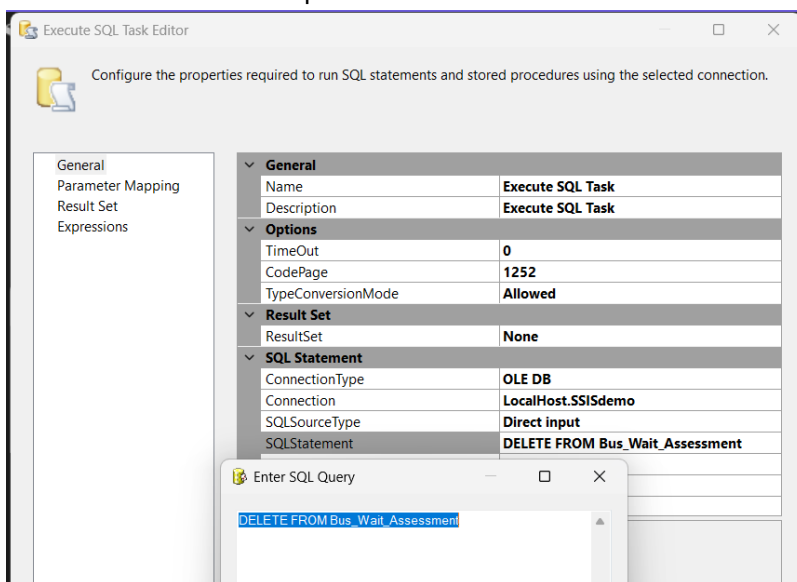 Execute SQL Task Editor
Configure the properties required to run SQL statements and stored procedures using the selected connection.
General
Parameter Mapping
Result Set
Expressions
General
Name Execute SQL Task
Description Execute SQL Task
Options
TimeOut 0
CodePage 1252
TypeConversionMode Allowed
Result Set
ResultSet None
SQL Statement
ConnectionType OLE DB
Connection LocalHost.SSISdemo
SQLSourceType Direct input
SQLStatement DELETE FROM Bus_Wait_Assessment
Enter SQL Query
DELETE FROM Bus_Wait_Assessment